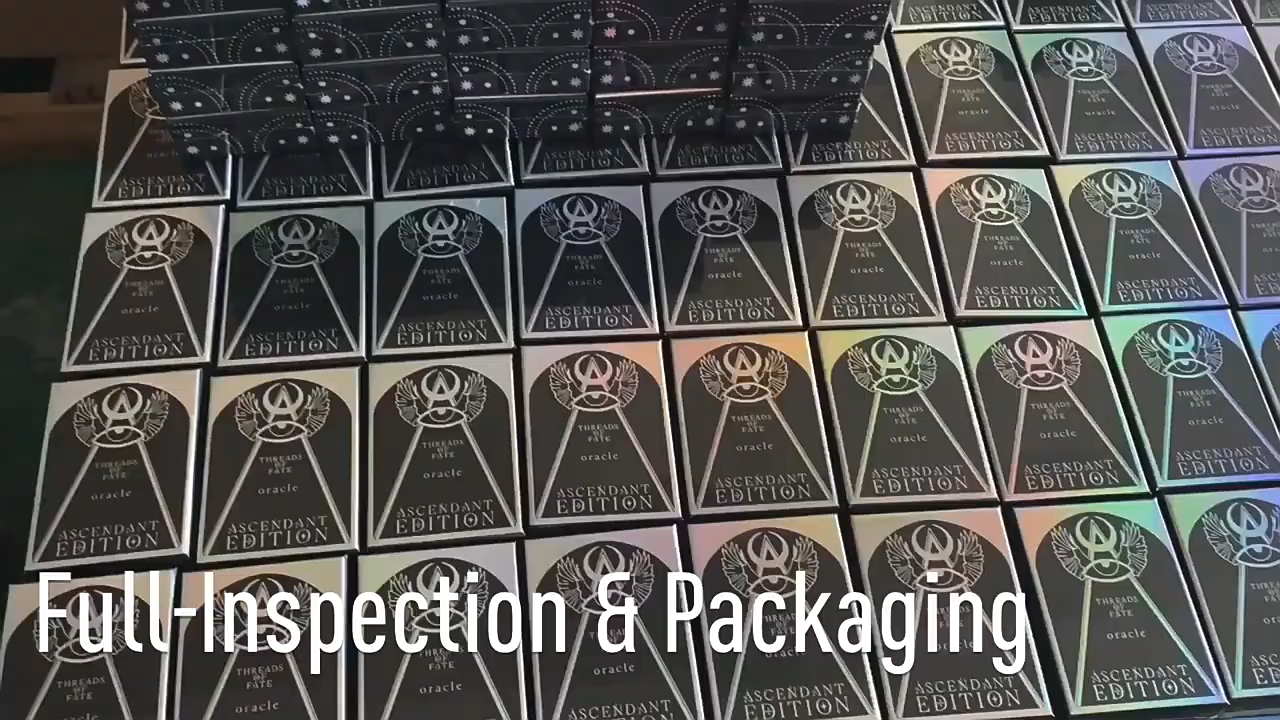 THREADS
OF
FATE
oracle
ASCENDANT
EDITION
Full-Inspection & Packaging